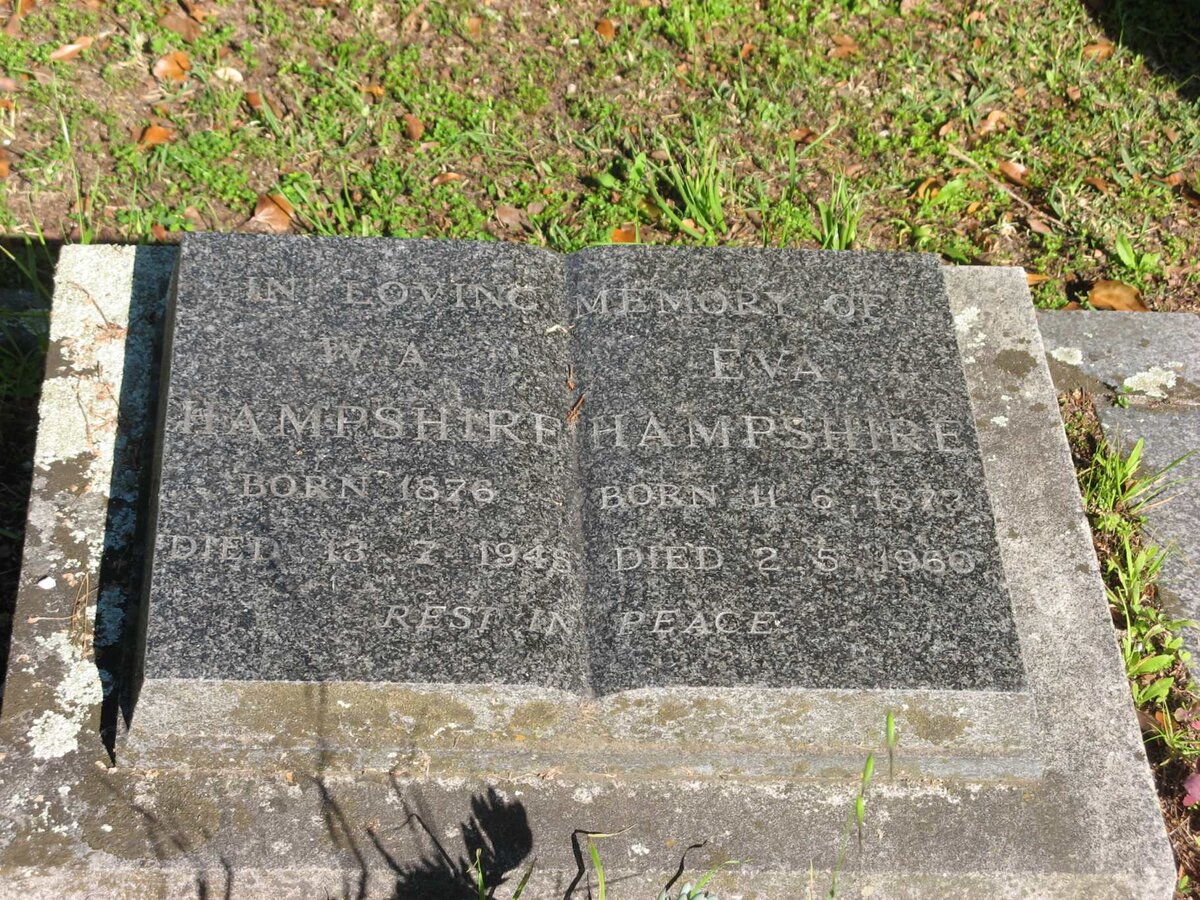 IN LOVING MEMORY OF
W. A.
HAMPSHIRE
BORN 1876
DIED 13 7 1948
EVA
HAMPSHIRE
BORN 11 6 1873
DIED 2 5 1960
REST IN PEACE